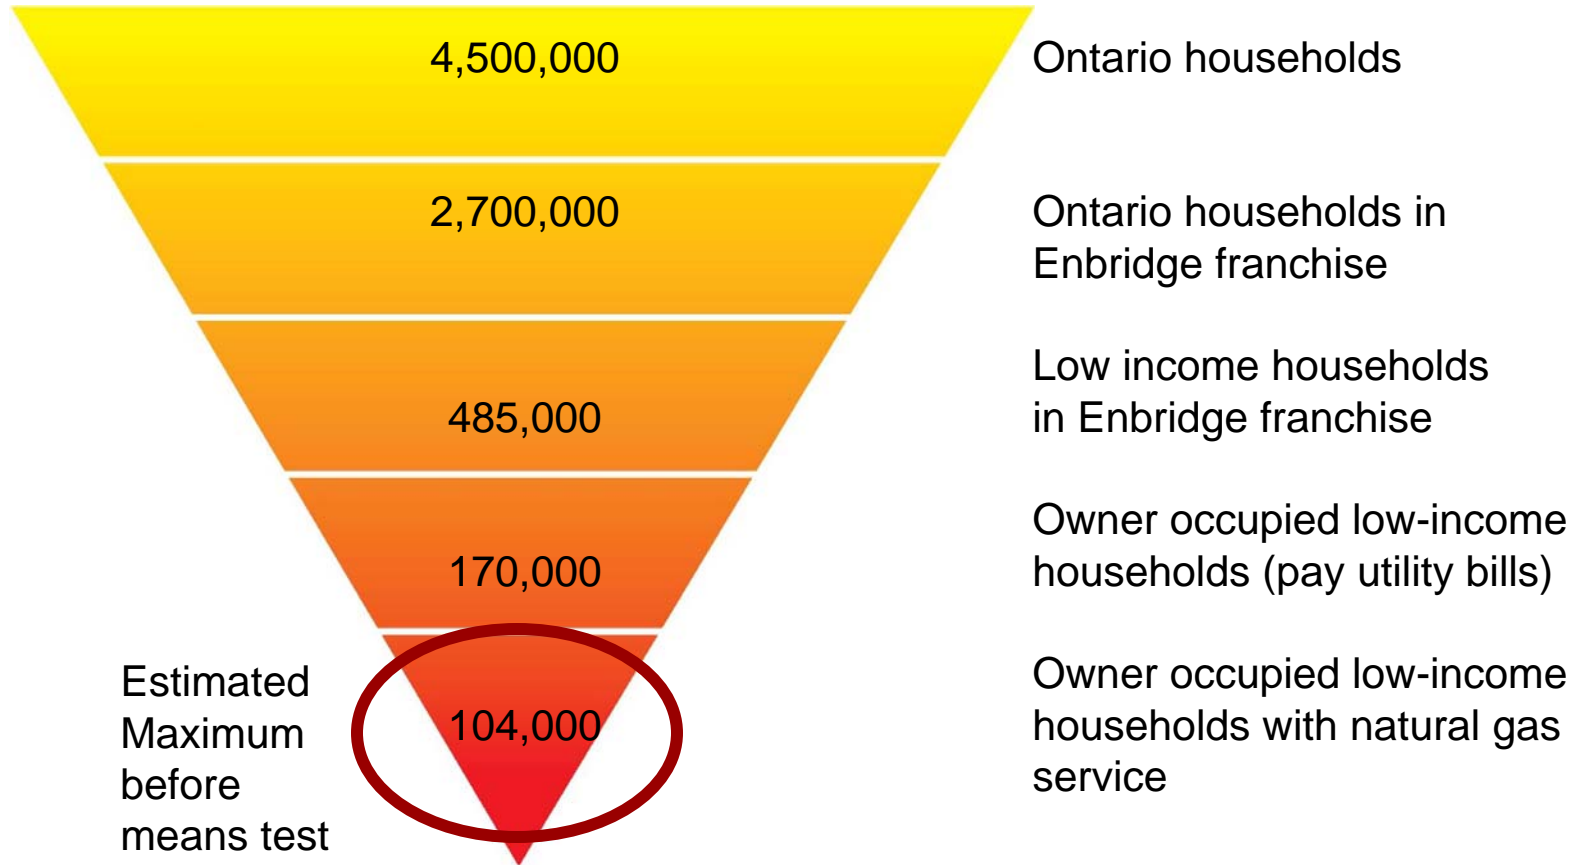 4,500,000
Ontario households
2,700,000
Ontario households in
Enbridge franchise
485,000
Low income households
in Enbridge franchise
170,000
Owner occupied low-income
households (pay utility bills)
Estimated
Maximum
before
means test
104,000
Owner occupied low-income
households with natural gas
service